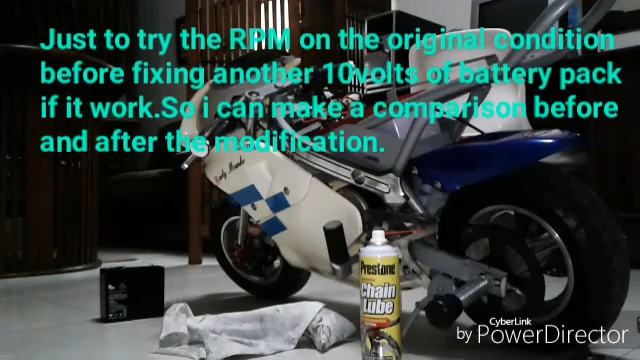 Just to try the RPM on the original condition
before fixing another 10volts of battery pack
if it work.So i can make a comparison before
and after the modification.
Prestone
Chain
Lube
CyberLink
by PowerDirector